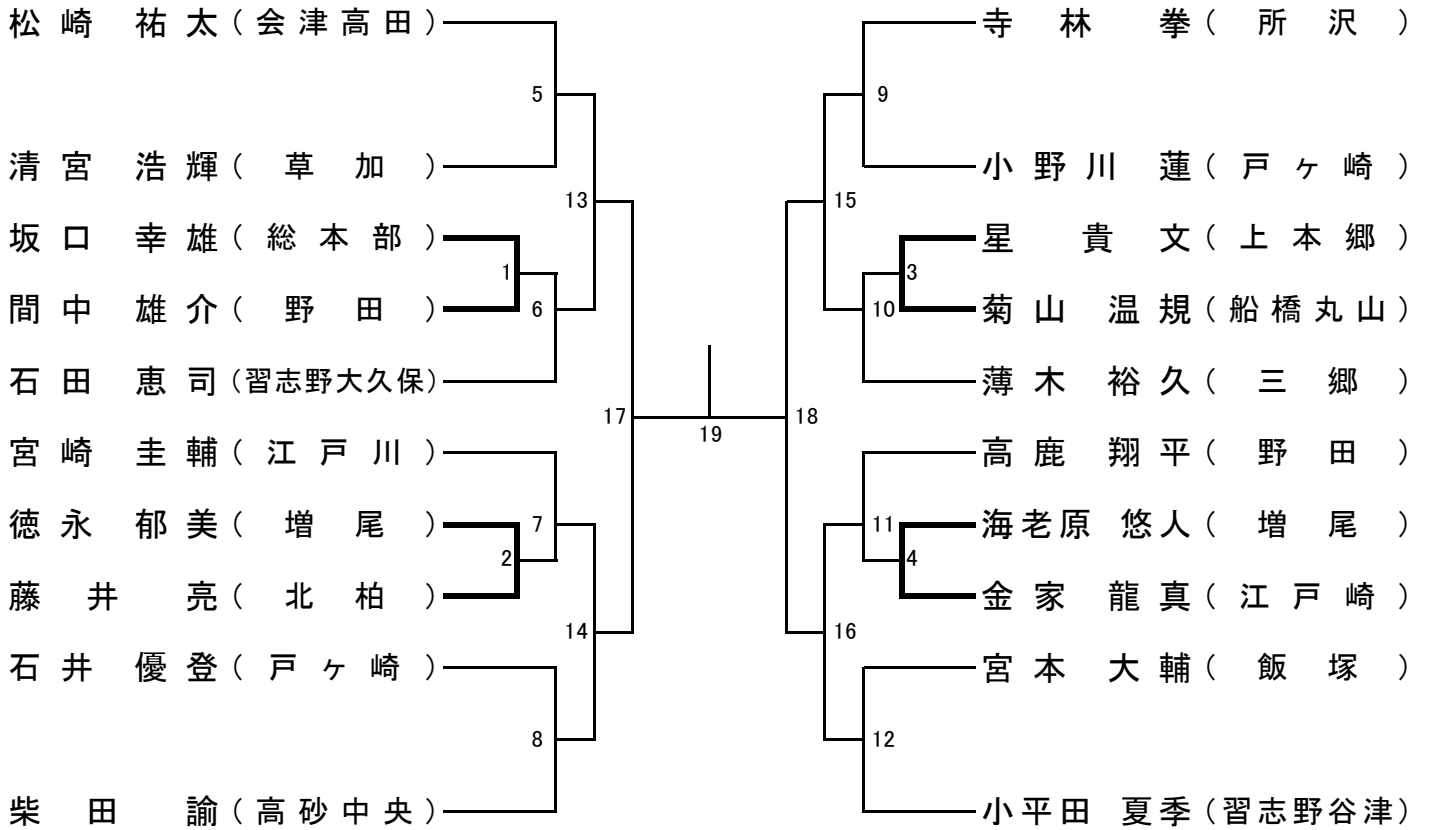 松崎 祐太(会津高田)
寺林 拳(所沢)
5
9
清宮 浩輝(草加)
小野川 蓮(戸ヶ崎)
13
15
坂口 幸雄(総本部)
星 貴文(上本郷)
1
3
間中 雄介(野田)
6
10
菊山 温規(船橋丸山)
石田 恵司(習志野大久保)
薄木 裕久(三郷)
17
18
19
宮崎 圭輔(江戸川)
高鹿 翔平(野田)
徳永 郁美(増尾)
7
11
海老原 悠人(増尾)
2
4
藤井 亮(北柏)
金家 龍真(江戸崎)
14
16
石井 優登(戸ヶ崎)
宮本 大輔(飯塚)
8
12
柴田 諭(高砂中央)
小平田 夏季(習志野谷津)